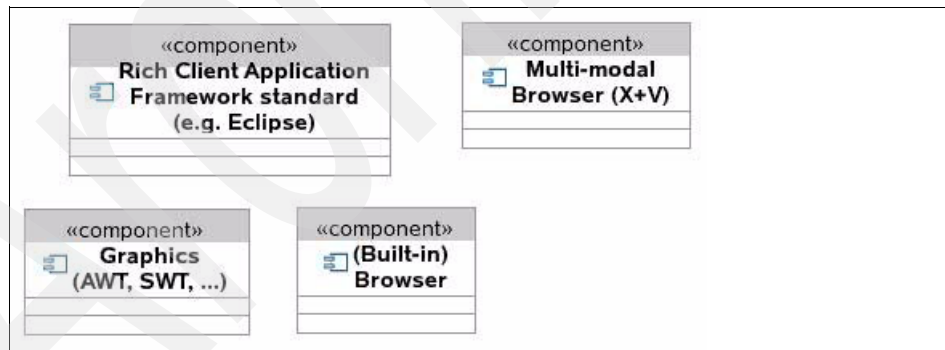 «component»
Rich Client Application
Framework standard
(e.g. Eclipse)
«component»
Multi-modal
Browser (X+V)
«component»
Graphics
(AWT, SWT, ...)
«component»
(Built-in)
Browser